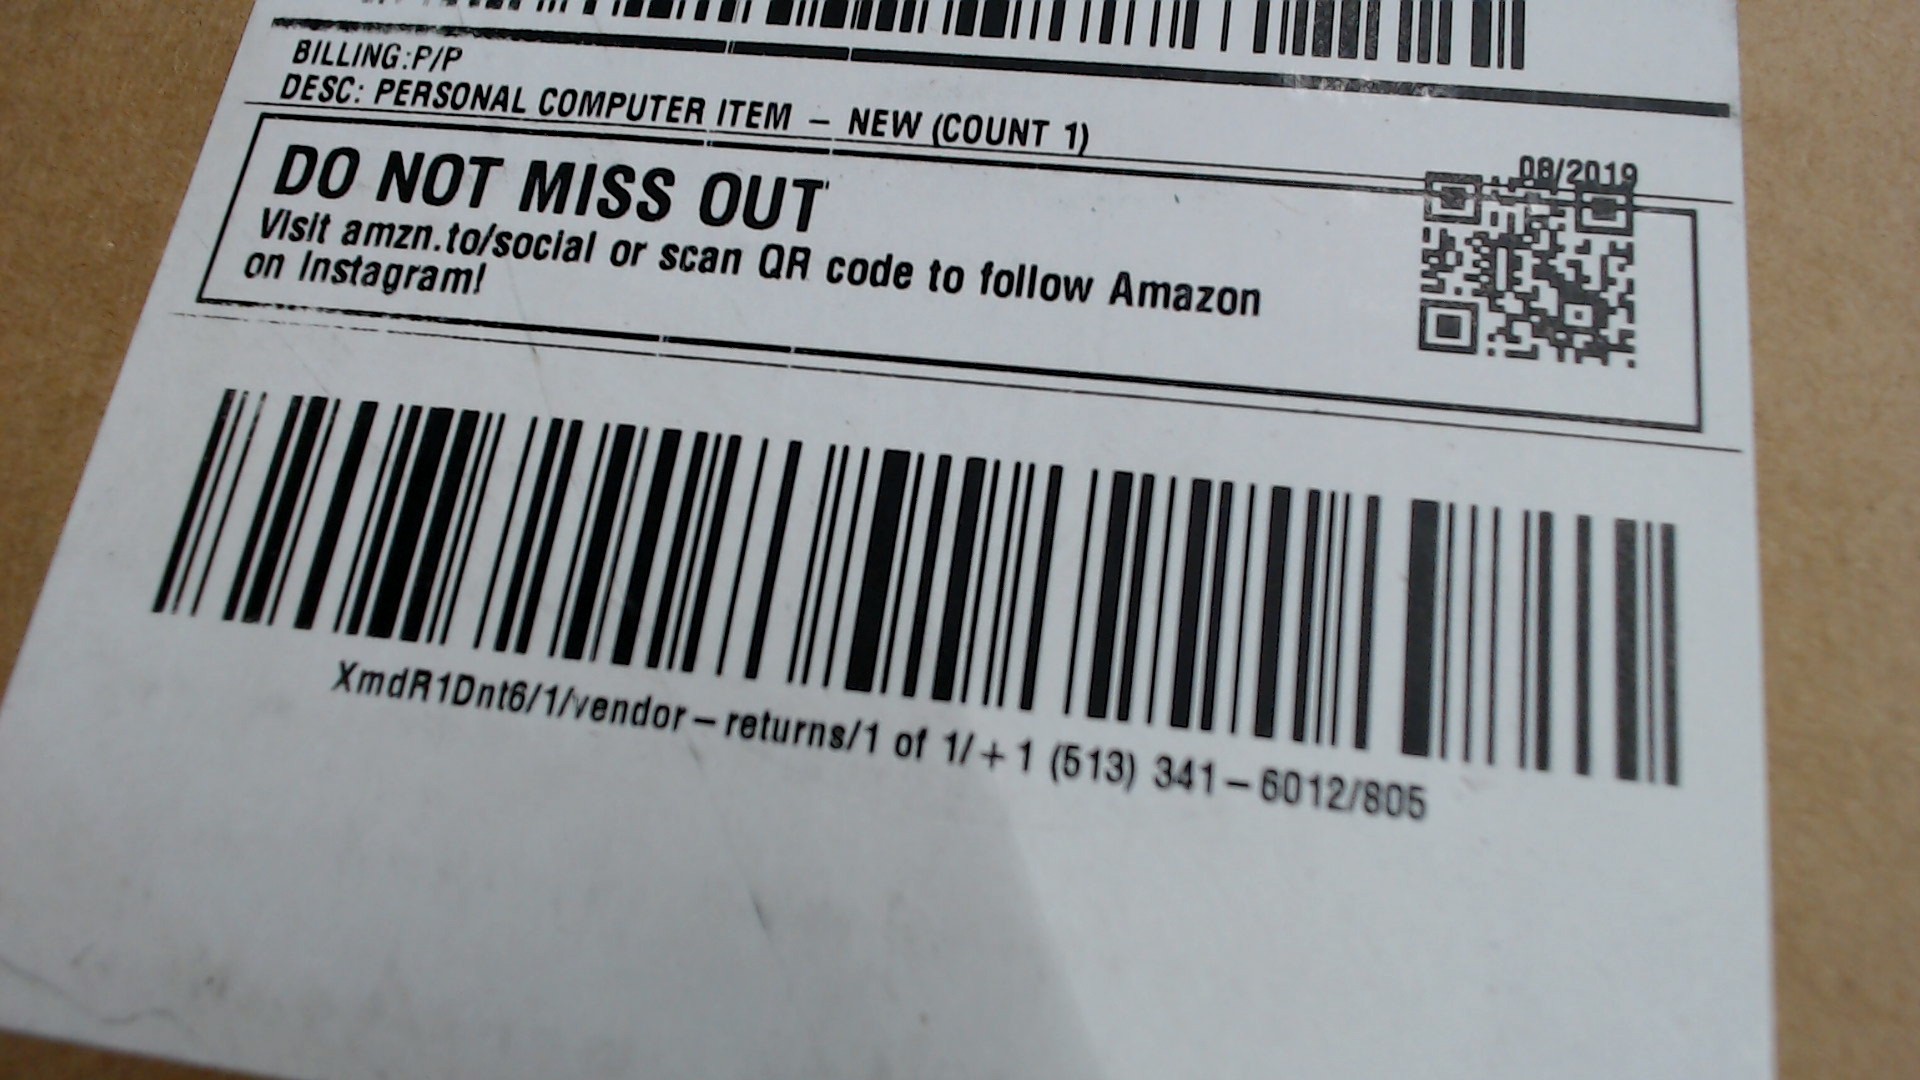 BILLING:P/P
DESC: PERSONAL COMPUTER ITEM – NEW (COUNT 1)
08/2019
DO NOT MISS OUT
Visit amzn.to/social or scan QR code to follow Amazon
on Instagram!
XmdR1Dnt6/1/vendor–returns/1 of 1/+1 (513) 341–6012/805